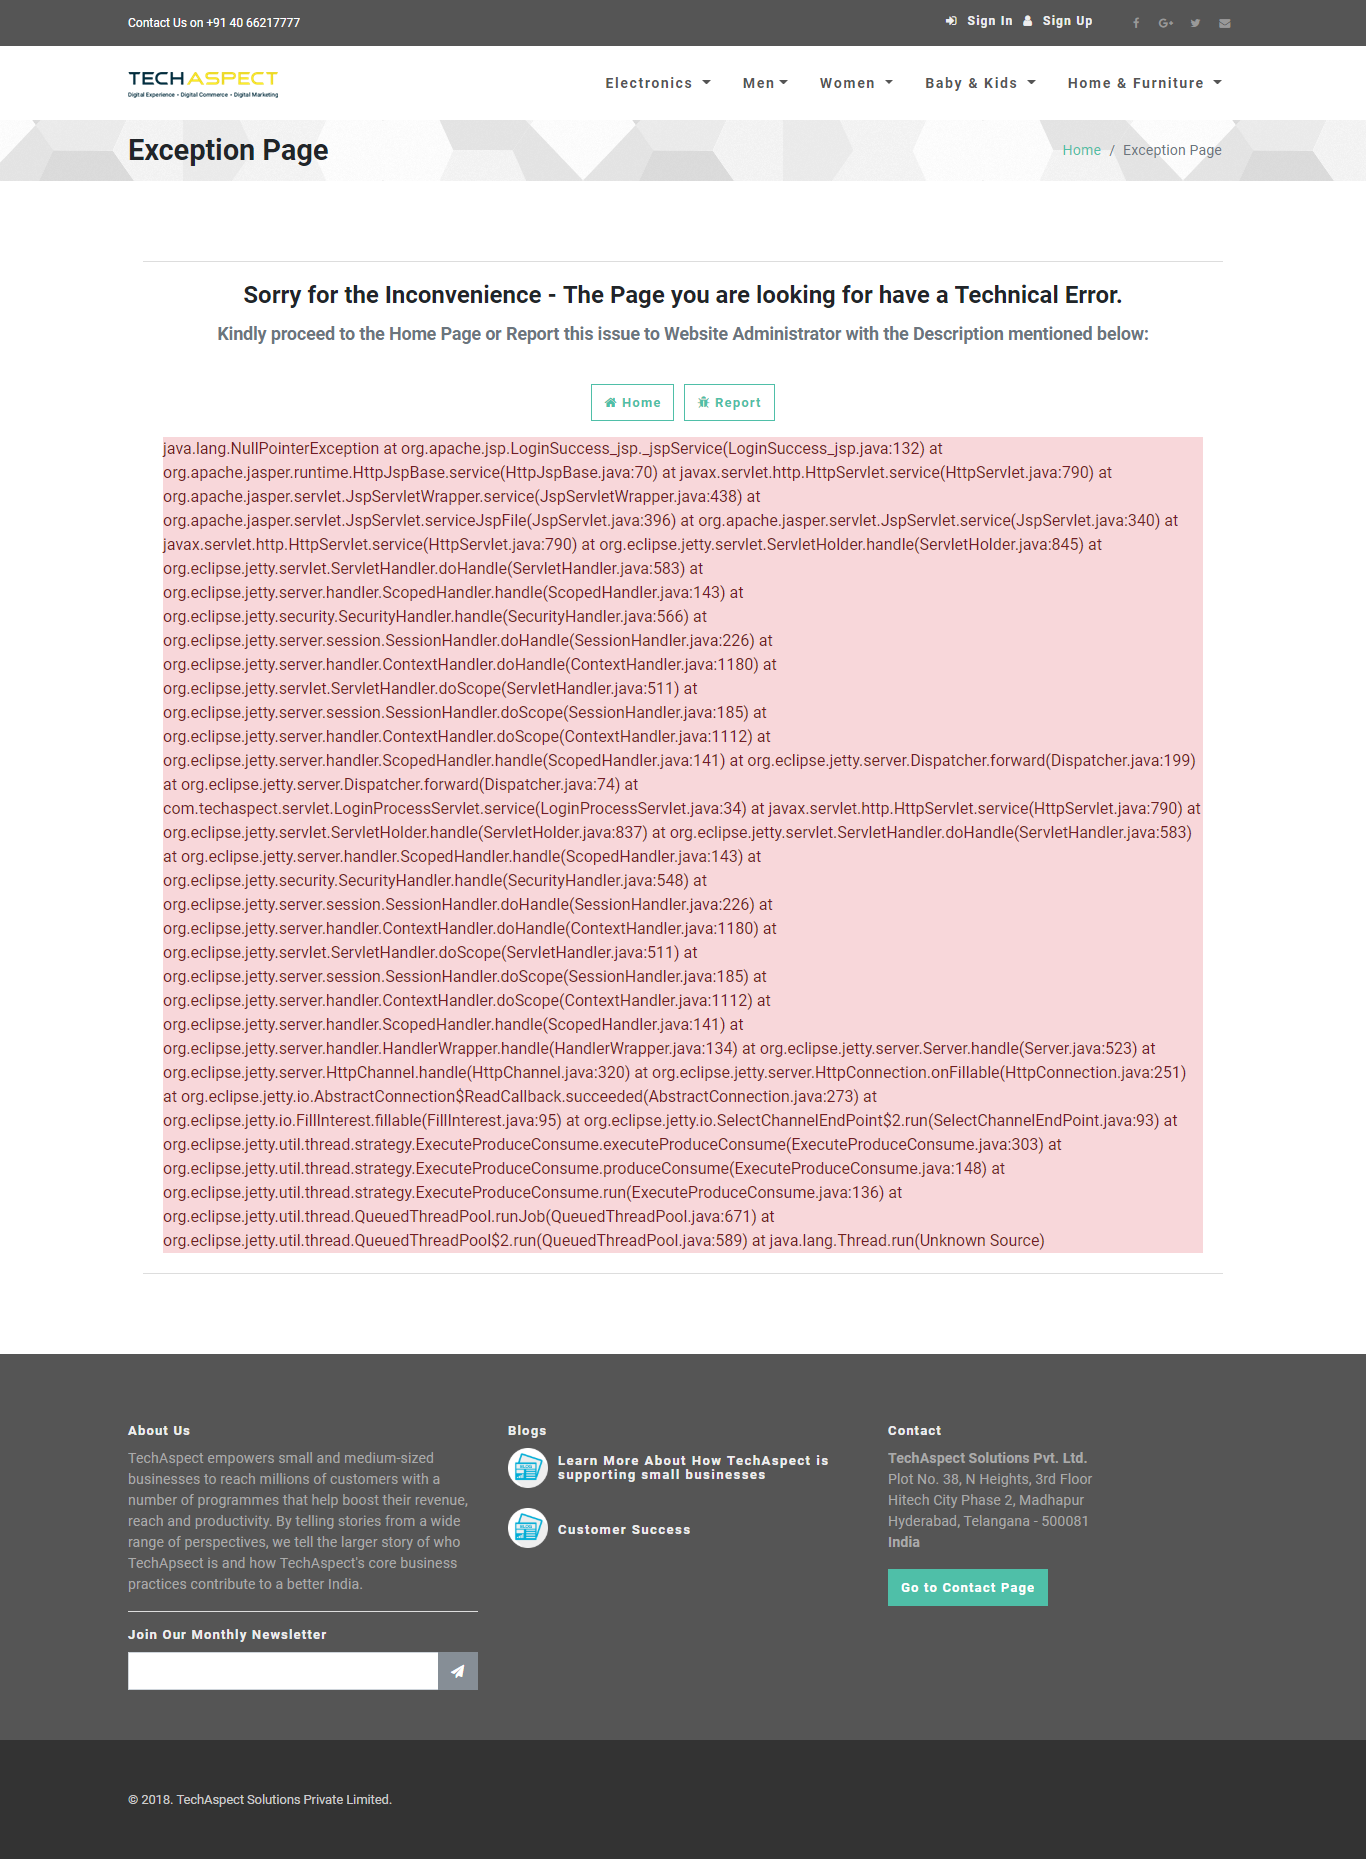 Contact Us on +91 40 66217777
Sign In Sign Up
TECHASPECT
Digital Experience • Digital Commerce • Digital Marketing
Electronics Men Women Baby & Kids Home & Furniture
Exception Page
Home / Exception Page
Sorry for the Inconvenience - The Page you are looking for have a Technical Error.
Kindly proceed to the Home Page or Report this issue to Website Administrator with the Description mentioned below:
Home Report
java.lang.NullPointerException at org.apache.jsp.LoginSuccess_jsp._jspService(LoginSuccess_jsp.java:132) at
org.apache.jasper.runtime.HttpJspBase.service(HttpJspBase.java:70) at javax.servlet.http.HttpServlet.service(HttpServlet.java:790) at
org.apache.jasper.servlet.JspServletWrapper.service(JspServletWrapper.java:438) at
org.apache.jasper.servlet.JspServlet.serviceJspFile(JspServlet.java:396) at org.apache.jasper.servlet.JspServlet.service(JspServlet.java:340) at
javax.servlet.http.HttpServlet.service(HttpServlet.java:790) at org.eclipse.jetty.servlet.ServletHolder.handle(ServletHolder.java:845) at
org.eclipse.jetty.servlet.ServletHandler.doHandle(ServletHandler.java:583) at
org.eclipse.jetty.server.handler.ScopedHandler.handle(ScopedHandler.java:143) at
org.eclipse.jetty.security.SecurityHandler.handle(SecurityHandler.java:566) at
org.eclipse.jetty.server.session.SessionHandler.doHandle(SessionHandler.java:226) at
org.eclipse.jetty.server.handler.ContextHandler.doHandle(ContextHandler.java:1180) at
org.eclipse.jetty.servlet.ServletHandler.doScope(ServletHandler.java:511) at
org.eclipse.jetty.server.session.SessionHandler.doScope(SessionHandler.java:185) at
org.eclipse.jetty.server.handler.ContextHandler.doScope(ContextHandler.java:1112) at
org.eclipse.jetty.server.handler.ScopedHandler.handle(ScopedHandler.java:141) at org.eclipse.jetty.server.Dispatcher.forward(Dispatcher.java:199)
at org.eclipse.jetty.server.Dispatcher.forward(Dispatcher.java:74) at
com.techaspect.servlet.LoginProcessServlet.service(LoginProcessServlet.java:34) at javax.servlet.http.HttpServlet.service(HttpServlet.java:790) at
org.eclipse.jetty.servlet.ServletHolder.handle(ServletHolder.java:837) at org.eclipse.jetty.servlet.ServletHandler.doHandle(ServletHandler.java:583)
at org.eclipse.jetty.server.handler.ScopedHandler.handle(ScopedHandler.java:143) at
org.eclipse.jetty.security.SecurityHandler.handle(SecurityHandler.java:548) at
org.eclipse.jetty.server.session.SessionHandler.doHandle(SessionHandler.java:226) at
org.eclipse.jetty.server.handler.ContextHandler.doHandle(ContextHandler.java:1180) at
org.eclipse.jetty.servlet.ServletHandler.doScope(ServletHandler.java:511) at
org.eclipse.jetty.server.session.SessionHandler.doScope(SessionHandler.java:185) at
org.eclipse.jetty.server.handler.ContextHandler.doScope(ContextHandler.java:1112) at
org.eclipse.jetty.server.handler.ScopedHandler.handle(ScopedHandler.java:141) at
org.eclipse.jetty.server.handler.HandlerWrapper.handle(HandlerWrapper.java:134) at org.eclipse.jetty.server.Server.handle(Server.java:523) at
org.eclipse.jetty.server.HttpChannel.handle(HttpChannel.java:320) at org.eclipse.jetty.server.HttpConnection.onFillable(HttpConnection.java:251)
at org.eclipse.jetty.io.AbstractConnection$ReadCallback.succeeded(AbstractConnection.java:273) at
org.eclipse.jetty.io.FillInterest.fillable(FillInterest.java:95) at org.eclipse.jetty.io.SelectChannelEndPoint$2.run(SelectChannelEndPoint.java:93) at
org.eclipse.jetty.util.thread.strategy.ExecuteProduceConsume.executeProduceConsume(ExecuteProduceConsume.java:303) at
org.eclipse.jetty.util.thread.strategy.ExecuteProduceConsume.produceConsume(ExecuteProduceConsume.java:148) at
org.eclipse.jetty.util.thread.strategy.ExecuteProduceConsume.run(ExecuteProduceConsume.java:136) at
org.eclipse.jetty.util.thread.QueuedThreadPool.runJob(QueuedThreadPool.java:671) at
org.eclipse.jetty.util.thread.QueuedThreadPool$2.run(QueuedThreadPool.java:589) at java.lang.Thread.run(Unknown Source)
About Us
TechAspect empowers small and medium-sized
businesses to reach millions of customers with a
number of programmes that help boost their revenue,
reach and productivity. By telling stories from a wide
range of perspectives, we tell the larger story of who
TechApsect is and how TechAspect's core business
practices contribute to a better India.
Join Our Monthly Newsletter
Blogs
Learn More About How TechAspect is
supporting small businesses
Customer Success
Contact
TechAspect Solutions Pvt. Ltd.
Plot No. 38, N Heights, 3rd Floor
Hitech City Phase 2, Madhapur
Hyderabad, Telangana - 500081
India
Go to Contact Page
© 2018. TechAspect Solutions Private Limited.